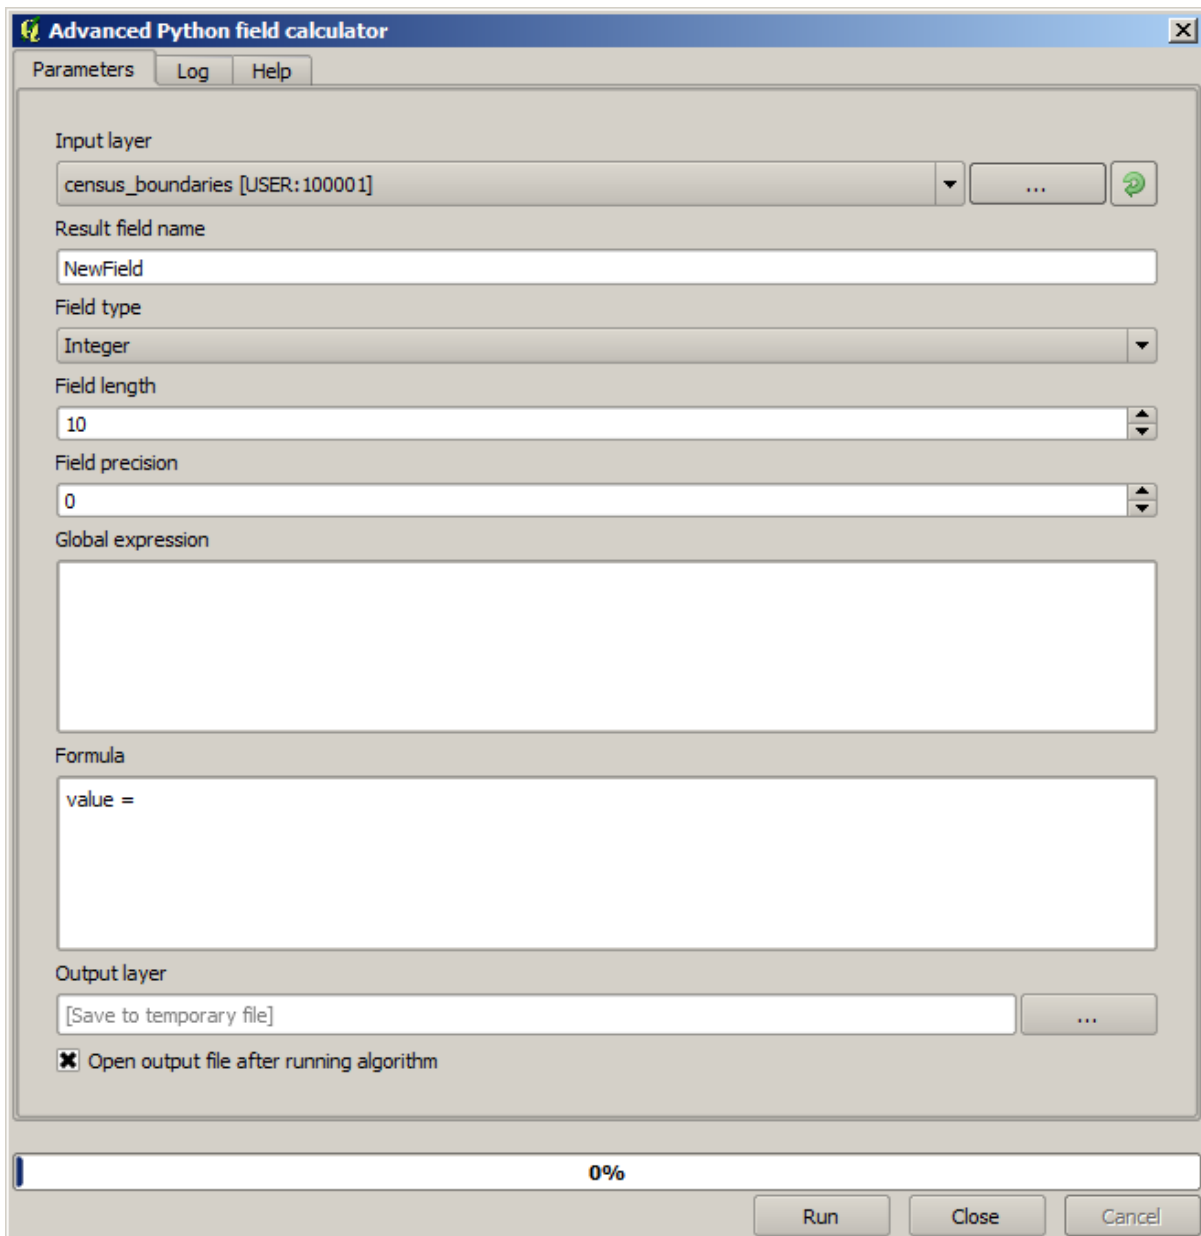 Advanced Python field calculator
Parameters Log Help
Input layer
census_boundaries [USER:100001] ...
Result field name
NewField
Field type
Integer
Field length
10
Field precision
0
Global expression
Formula
value =
Output layer
[Save to temporary file] ...
Open output file after running algorithm
0%
Run Close Cancel